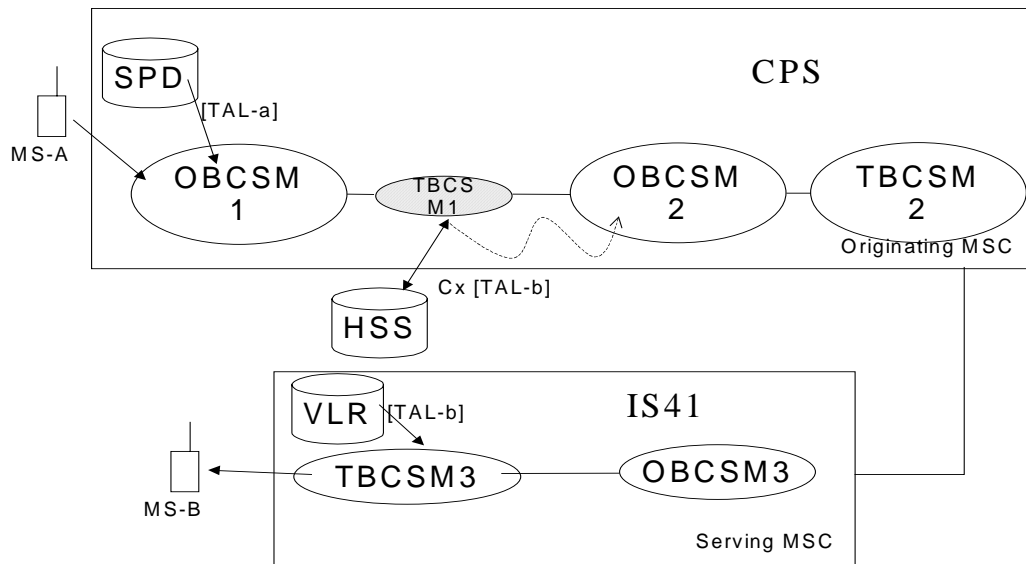 CPS
SPD
[TAL-a]
MS-A
OBCSM
1
TBCS
M1
OBCSM
2
TBCSM
2
Originating MSC
Cx [TAL-b]
HSS
IS41
VLR
[TAL-b]
TBCSM3
OBCSM3
MS-B
Serving MSC